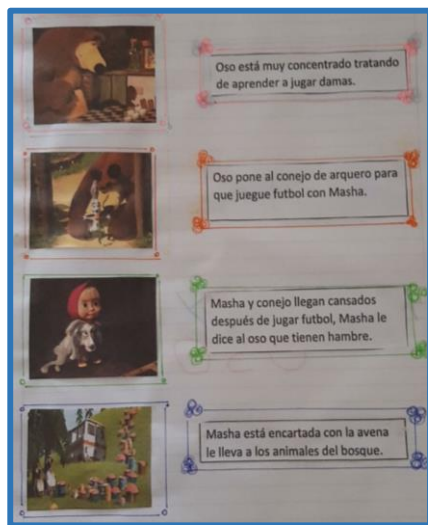 Oso está muy concentrado tratando
de aprender a jugar damas.
Oso pone al conejo de arquero para
que juegue futbol con Masha.
Masha y conejo llegan cansados
después de jugar futbol, Masha le
dice al oso que tienen hambre.
Masha está encartada con la avena
le lleva a los animales del bosque.